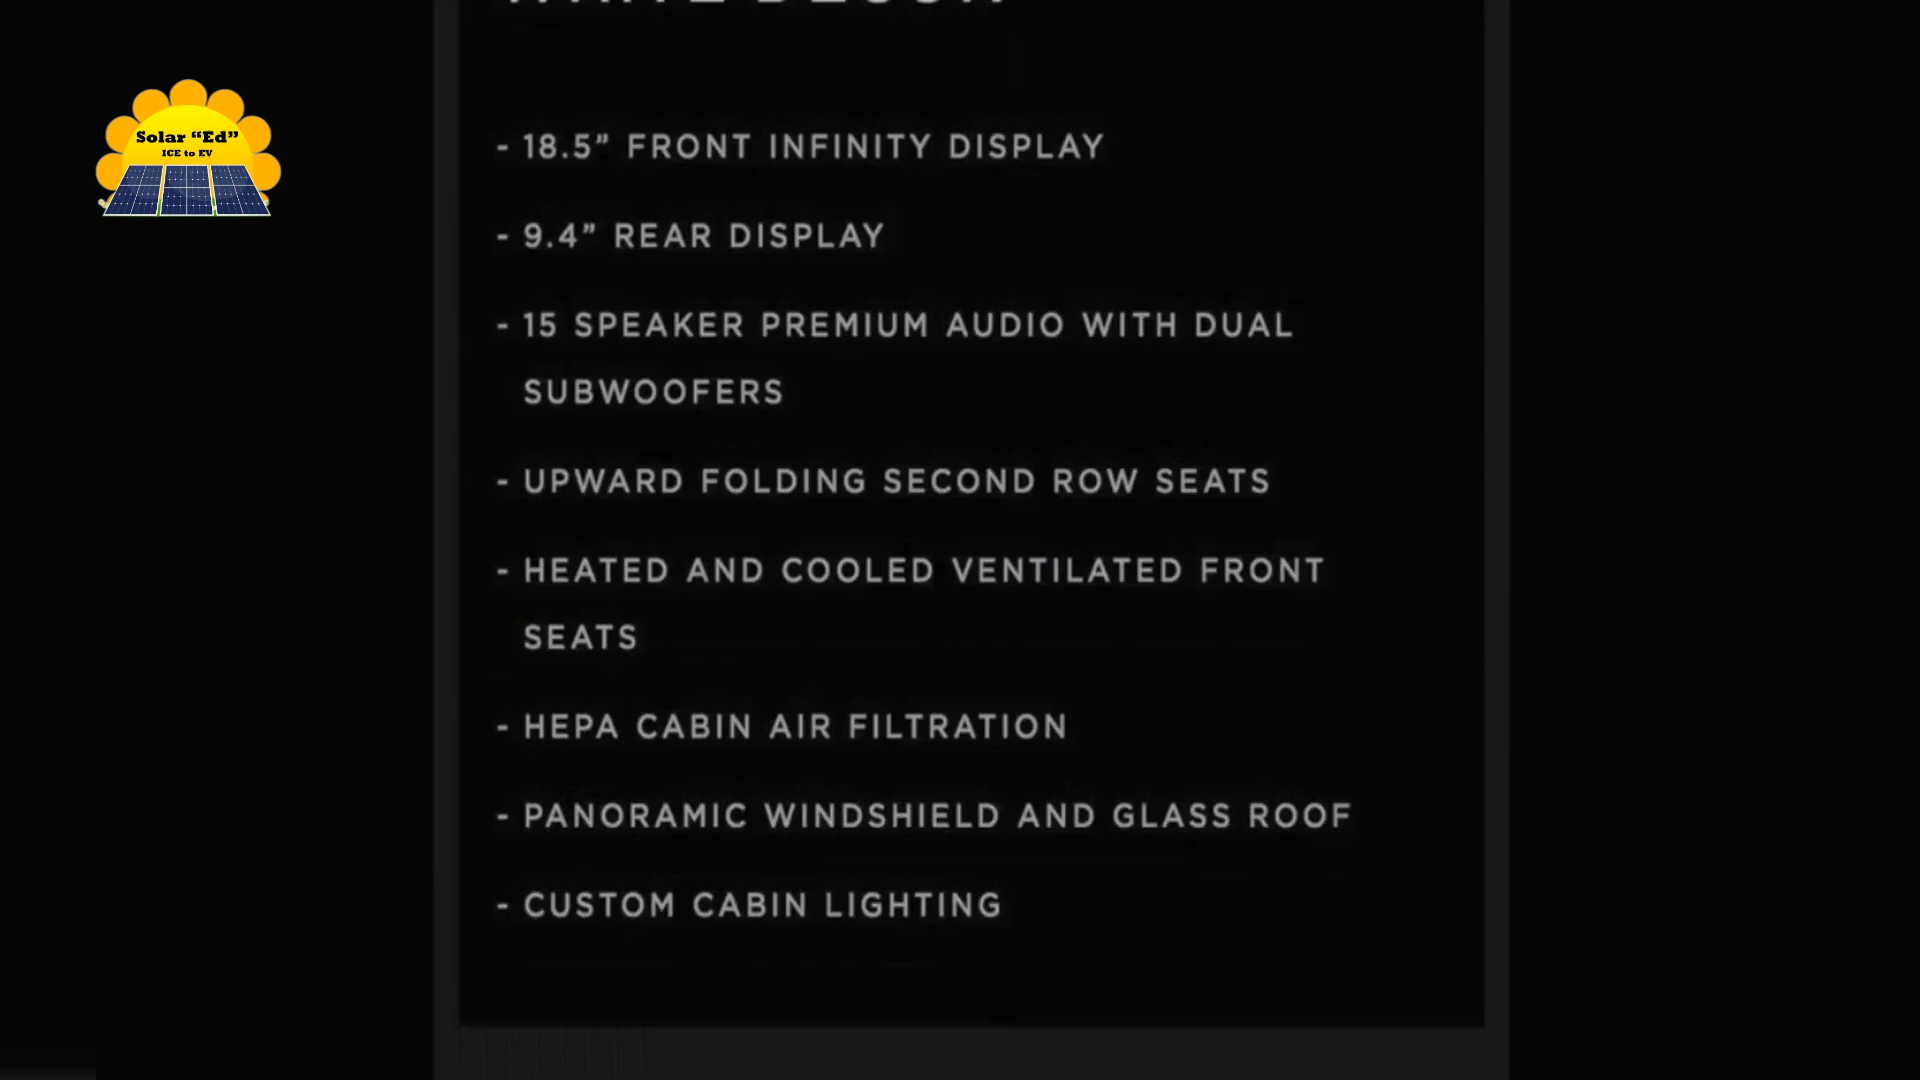 Solar “Ed”
ICE to EV
- 18.5” FRONT INFINITY DISPLAY
- 9.4” REAR DISPLAY
- 15 SPEAKER PREMIUM AUDIO WITH DUAL
SUBWOOFERS
- UPWARD FOLDING SECOND ROW SEATS
- HEATED AND COOLED VENTILATED FRONT
SEATS
- HEPA CABIN AIR FILTRATION
- PANORAMIC WINDSHIELD AND GLASS ROOF
- CUSTOM CABIN LIGHTING